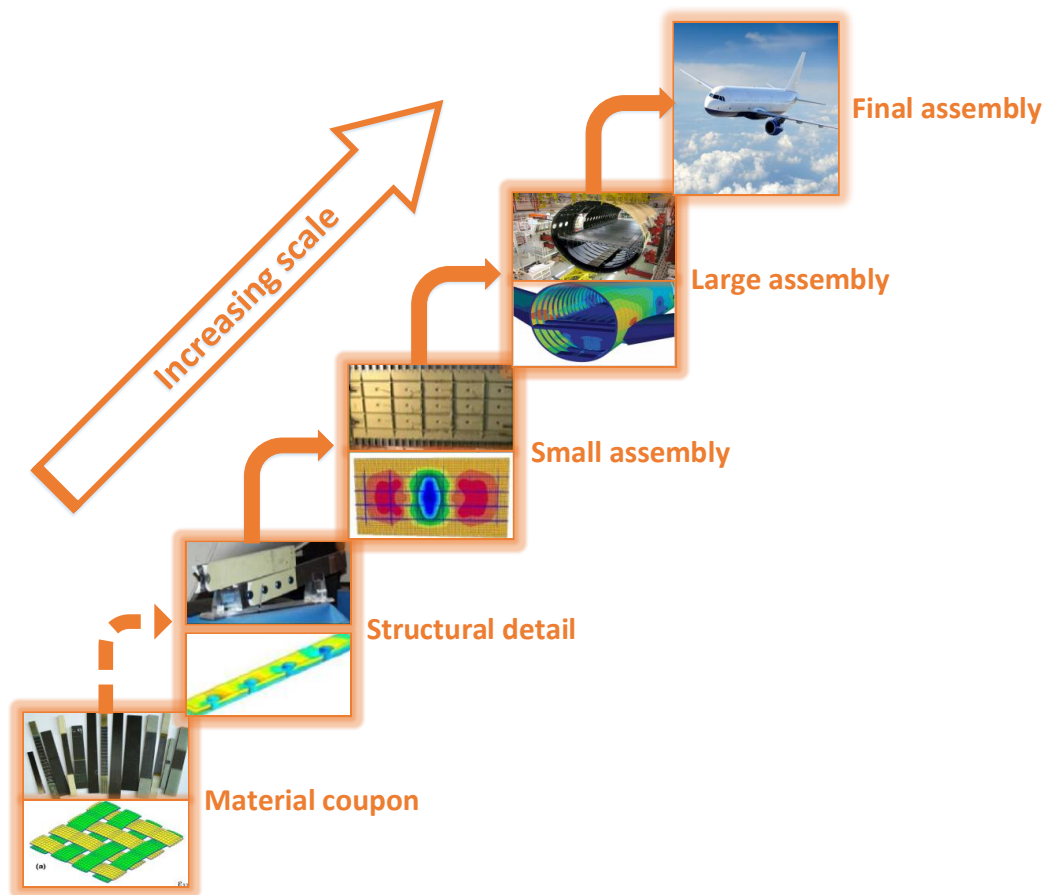 Final assembly
Increasing scale
Large assembly
Small assembly
Structural detail
Material coupon
(a)